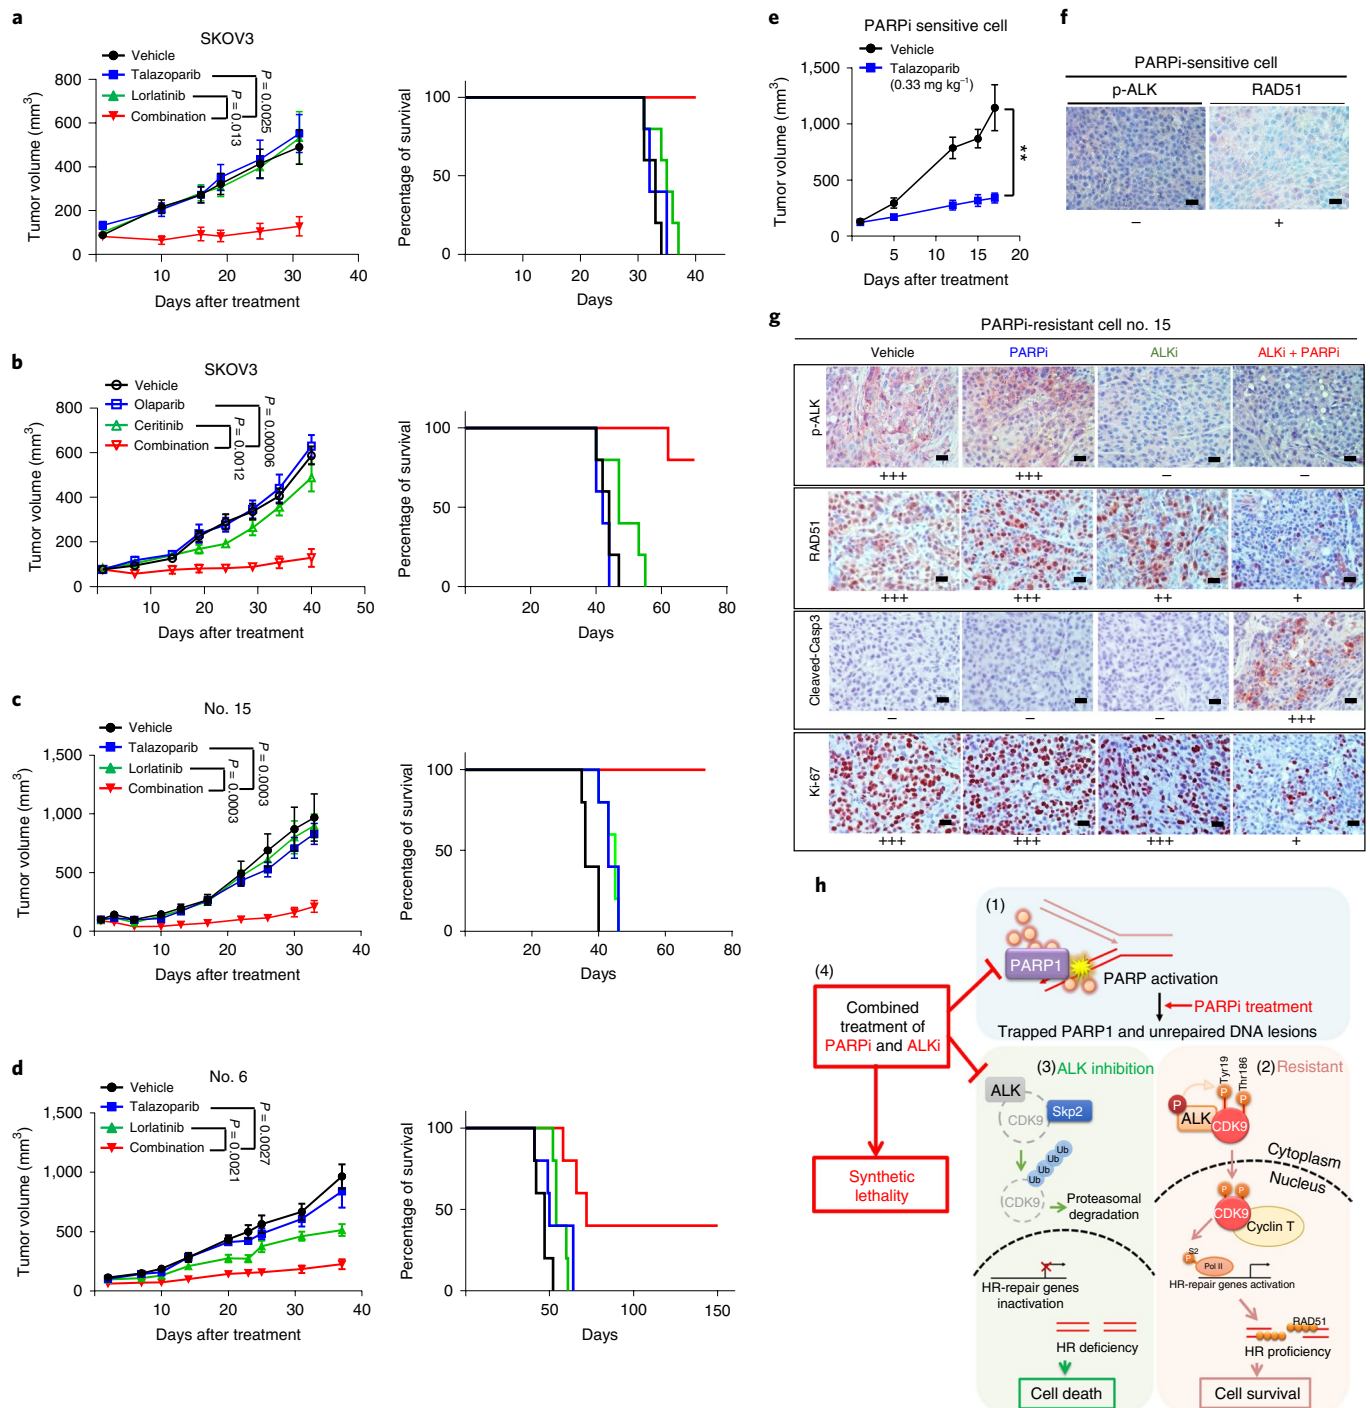 a
SKOV3
Vehicle
Talazoparib
Lorlatinib
Combination
P = 0.013
P = 0.0025
Tumor volume (mm³)
800
600
400
200
0
10 20 30 40
Days after treatment
Percentage of survival
100
50
0
10 20 30 40
Days
b
SKOV3
Vehicle
Olaparib
Ceritinib
Combination
P = 0.0012
P = 0.00006
Tumor volume (mm³)
800
600
400
200
0
10 20 30 40 50
Days after treatment
Percentage of survival
100
50
0
20 40 60 80
Days
c
No. 15
Vehicle
Talazoparib
Lorlatinib
Combination
P = 0.0003
P = 0.0003
Tumor volume (mm³)
1,500
1,000
500
0
10 20 30 40
Days after treatment
Percentage of survival
100
50
0
20 40 60 80
Days
d
No. 6
Vehicle
Talazoparib
Lorlatinib
Combination
P = 0.0021
P = 0.0027
Tumor volume (mm³)
1,500
1,000
500
0
10 20 30 40
Days after treatment
Percentage of survival
100
50
0
50 100 150
Days
e
PARPi sensitive cell
Vehicle
Talazoparib
(0.33 mg kg⁻¹)
**
Tumor volume (mm³)
1,500
1,000
500
0
5 10 15 20
Days after treatment
f
PARPi-sensitive cell
p-ALK RAD51
− +
g
PARPi-resistant cell no. 15
Vehicle PARPi ALKi ALKi + PARPi
p-ALK
+++ +++ − −
RAD51
+++ +++ ++ +
Cleaved-Casp3
− − − +++
Ki-67
+++ +++ +++ +
h
(1)
PARP1
PARP activation
PARPi treatment
Trapped PARP1 and unrepaired DNA lesions
(4)
Combined
treatment of
PARPi and ALKi
Synthetic
lethality
(3) ALK inhibition
ALK
CDK9
Skp2
Ub
Ub
Ub
Ub
CDK9
Proteasomal
degradation
HR-repair genes
inactivation
HR deficiency
Cell death
(2) Resistant
Tyr19
Thr186
P
P
P
ALK
CDK9
Cytoplasm
Nucleus
P
P
CDK9
Cyclin T
S2
P
Pol II
HR-repair genes activation
RAD51
HR proficiency
Cell survival